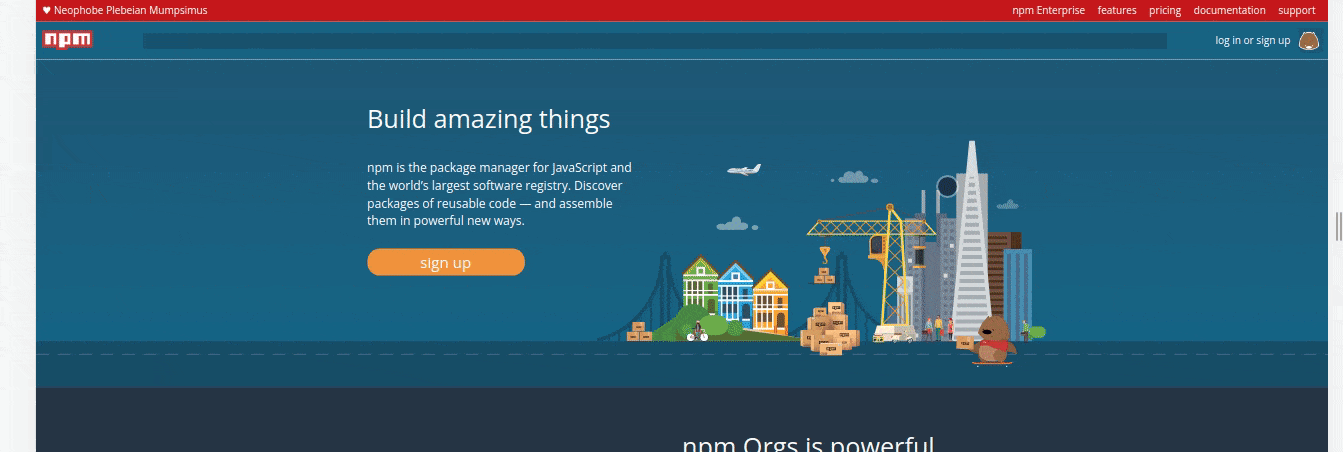 ♥ Neophobe Plebeian Mumpsimus
npm Enterprise features pricing documentation support
npm
log in or sign up
Build amazing things
npm is the package manager for JavaScript and
the world's largest software registry. Discover
packages of reusable code — and assemble
them in powerful new ways.
sign up
npm Orgs is powerful